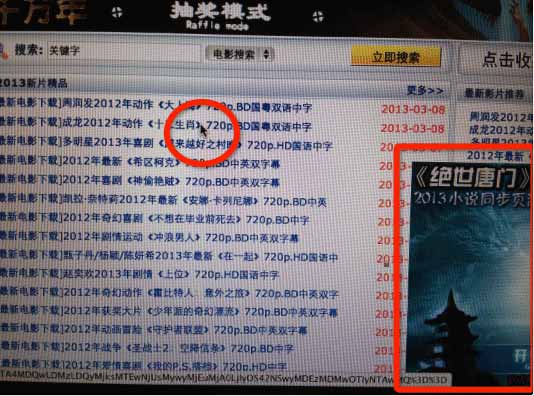 千万年
抽奖模式
Raffle mode
搜索: 关键字
电影搜索
立即搜索
点击收
2013新片精品
更多>>
最新影片推荐
最新电影下载]周润发2012年动作《大上海》720p.BD国粤双语中字
2013-03-08
周润发2012
最新电影下载]成龙2012年动作《十二生肖》720p.BD国粤双语中字
2013-03-08
成龙2012年动
最新电影下载]多明星2013年喜剧《越来越好之村晚》720p.HD国语中字
多明星2013
最新电影下载]2012年最新《希区柯克》720p.BD中英双字幕
2012年最新
最新电影下载]2012年喜剧《神偷艳贼》720p.BD中英双字幕
最新电影下载]凯拉·奈特莉2012年最新《安娜·卡列尼娜》720p.BD中英
最新电影下载]2012年奇幻喜剧《不想在毕业前死去》720p.BD中字
最新电影下载]2012年剧情运动《冲浪男人》720p.BD中英双字幕
最新电影下载]甄子丹/杨颖/陈妍希2013年最新《在一起》720p.HD国语中
最新电影下载]赵奕欢2013年剧情《上位》720p.HD国语中字
最新电影下载]2012年奇幻动作《霍比特人：意外之旅》720p.BD中英双字
最新电影下载]2012年获奖大片《少年派的奇幻漂流》720p.BD中英双字
最新电影下载]2012年动画冒险《守护者联盟》720p.BD中英双字
最新电影下载]2012年战争《圣战士2：空降信条》720p.BD中字
最新电影下载]2012年爱情喜剧《我的P.S.搭档》720p.HD中字
《绝世唐门》
2013小说同步页